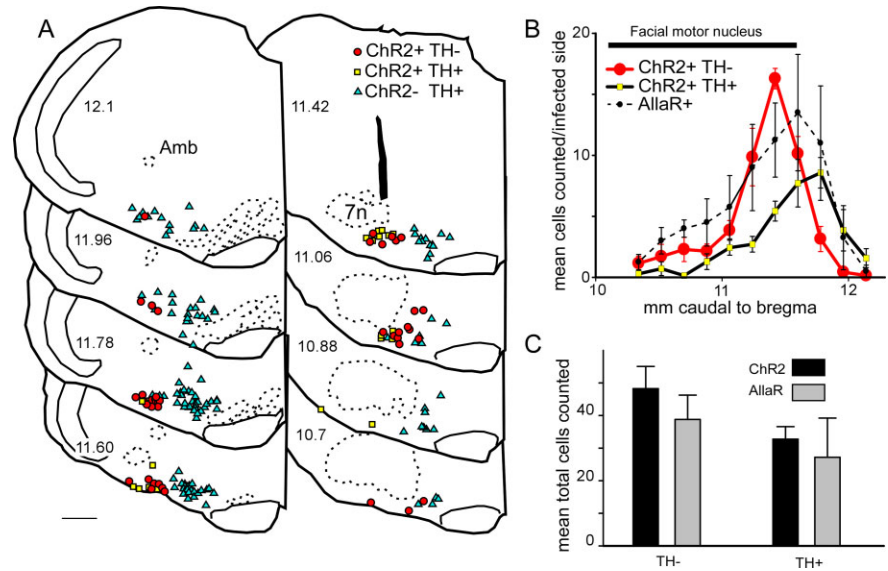 A
ChR2+ TH-
ChR2+ TH+
ChR2- TH+
12.1
Amb
11.96
11.78
11.60
11.42
7n
11.06
10.88
10.7
B
Facial motor nucleus
ChR2+ TH-
ChR2+ TH+
AllaR+
mean cells counted/infected side
20
10
0
10 11 12
mm caudal to bregma
C
ChR2
AllaR
mean total cells counted
60
40
20
0
TH- TH+